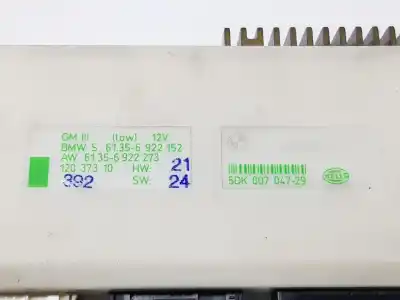 GM III (low) 12V
BMW S. 61.35-6 922 152
AW 61.35-6 922 273
120 373 10 HW: 21
392 SW: 24
5DK 007 047-29
HELLA